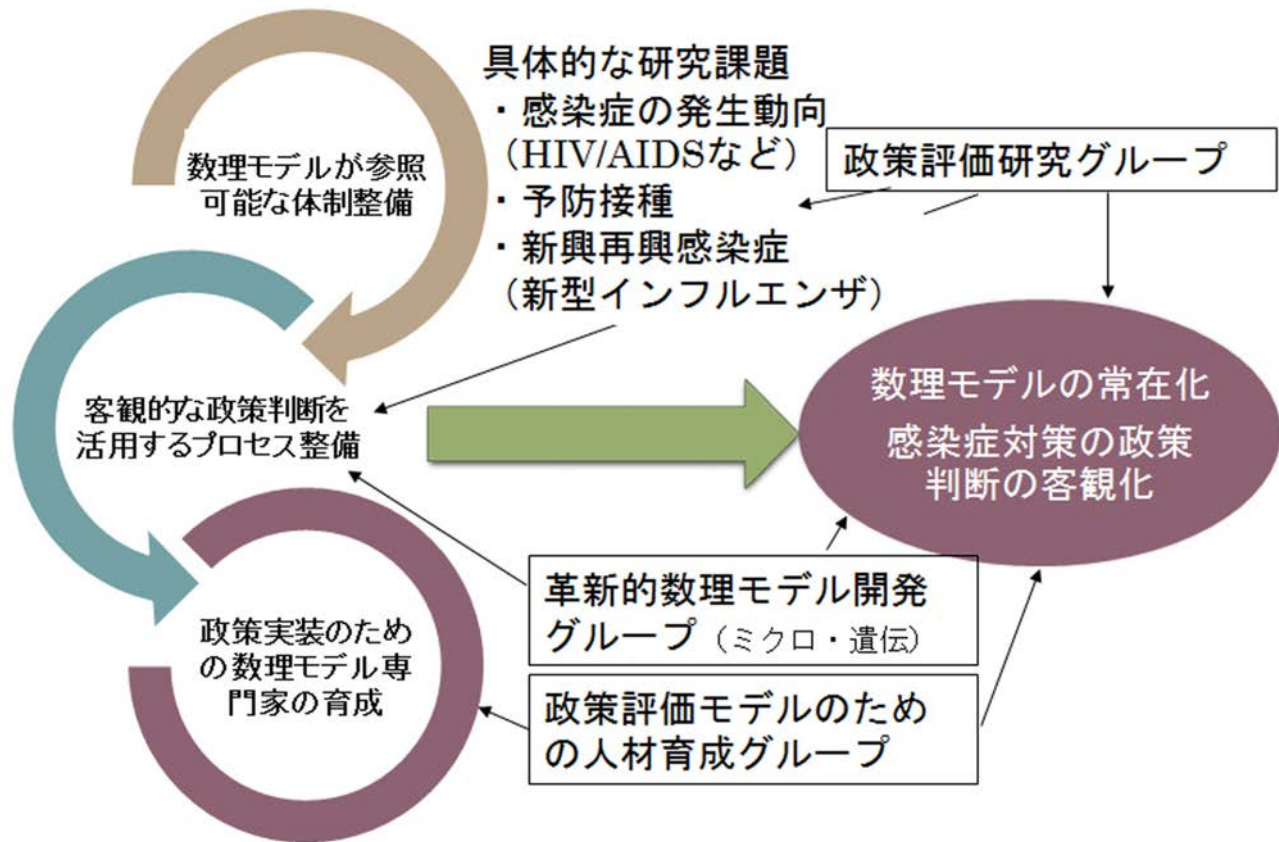 具体的な研究課題
・感染症の発生動向
（HIV/AIDSなど）
・予防接種
・新興再興感染症
（新型インフルエンザ）
政策評価研究グループ
数理モデルが参照
可能な体制整備
客観的な政策判断を
活用するプロセス整備
政策実装のため
の数理モデル専
門家の育成
数理モデルの常在化
感染症対策の政策
判断の客観化
革新的数理モデル開発
グループ（ミクロ・遺伝）
政策評価モデルのため
の人材育成グループ